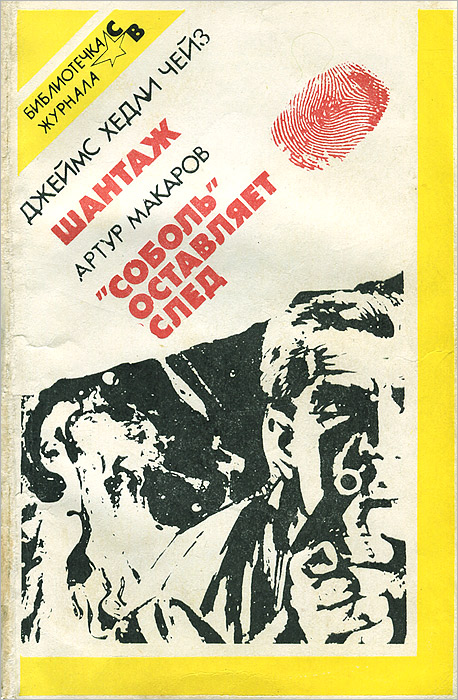 БИБЛИОТЕЧКА
ЖУРНАЛА
СВ
ДЖЕЙМС ХЕДЛИ ЧЕЙЗ
ШАНТАЖ
АРТУР МАКАРОВ
"СОБОЛЬ"
ОСТАВЛЯЕТ
СЛЕД